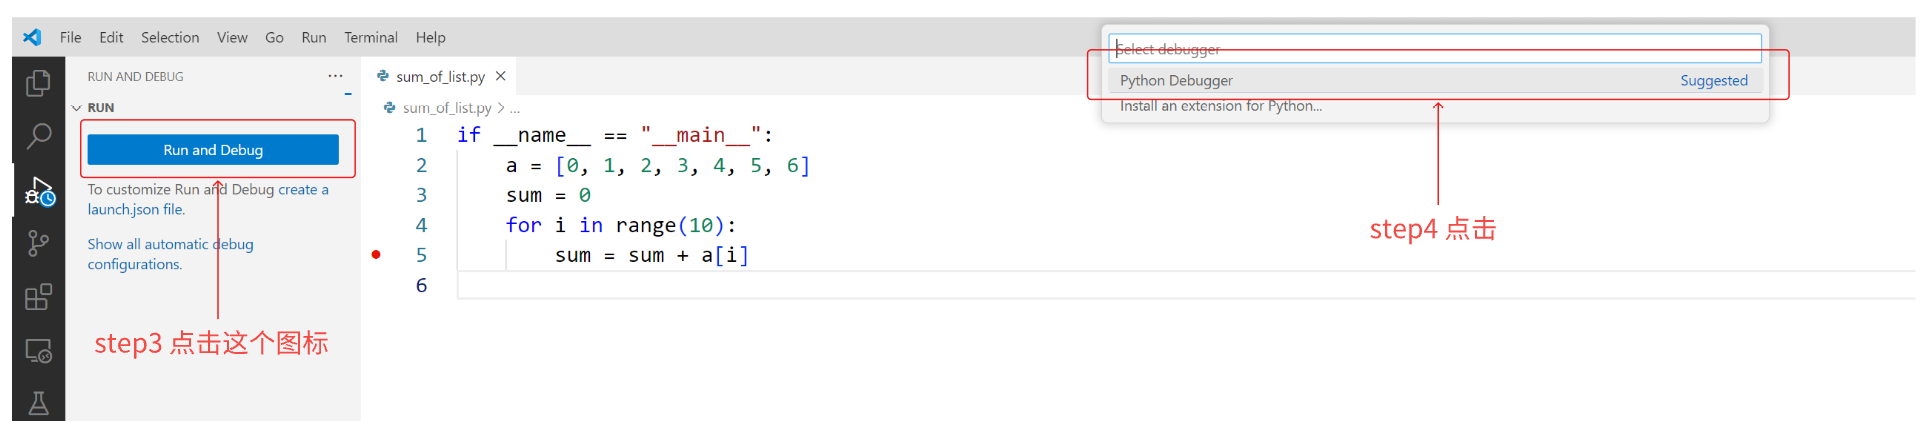 File Edit Selection View Go Run Terminal Help
RUN AND DEBUG ...
RUN
Run and Debug
To customize Run and Debug create a
launch.json file.
Show all automatic debug
configurations.
step3 点击这个图标
sum_of_list.py
sum_of_list.py > ...
1 if __name__ == "__main__":
2 a = [0, 1, 2, 3, 4, 5, 6]
3 sum = 0
4 for i in range(10):
5 sum = sum + a[i]
6
Select debugger
Python Debugger Suggested
Install an extension for Python...
step4 点击